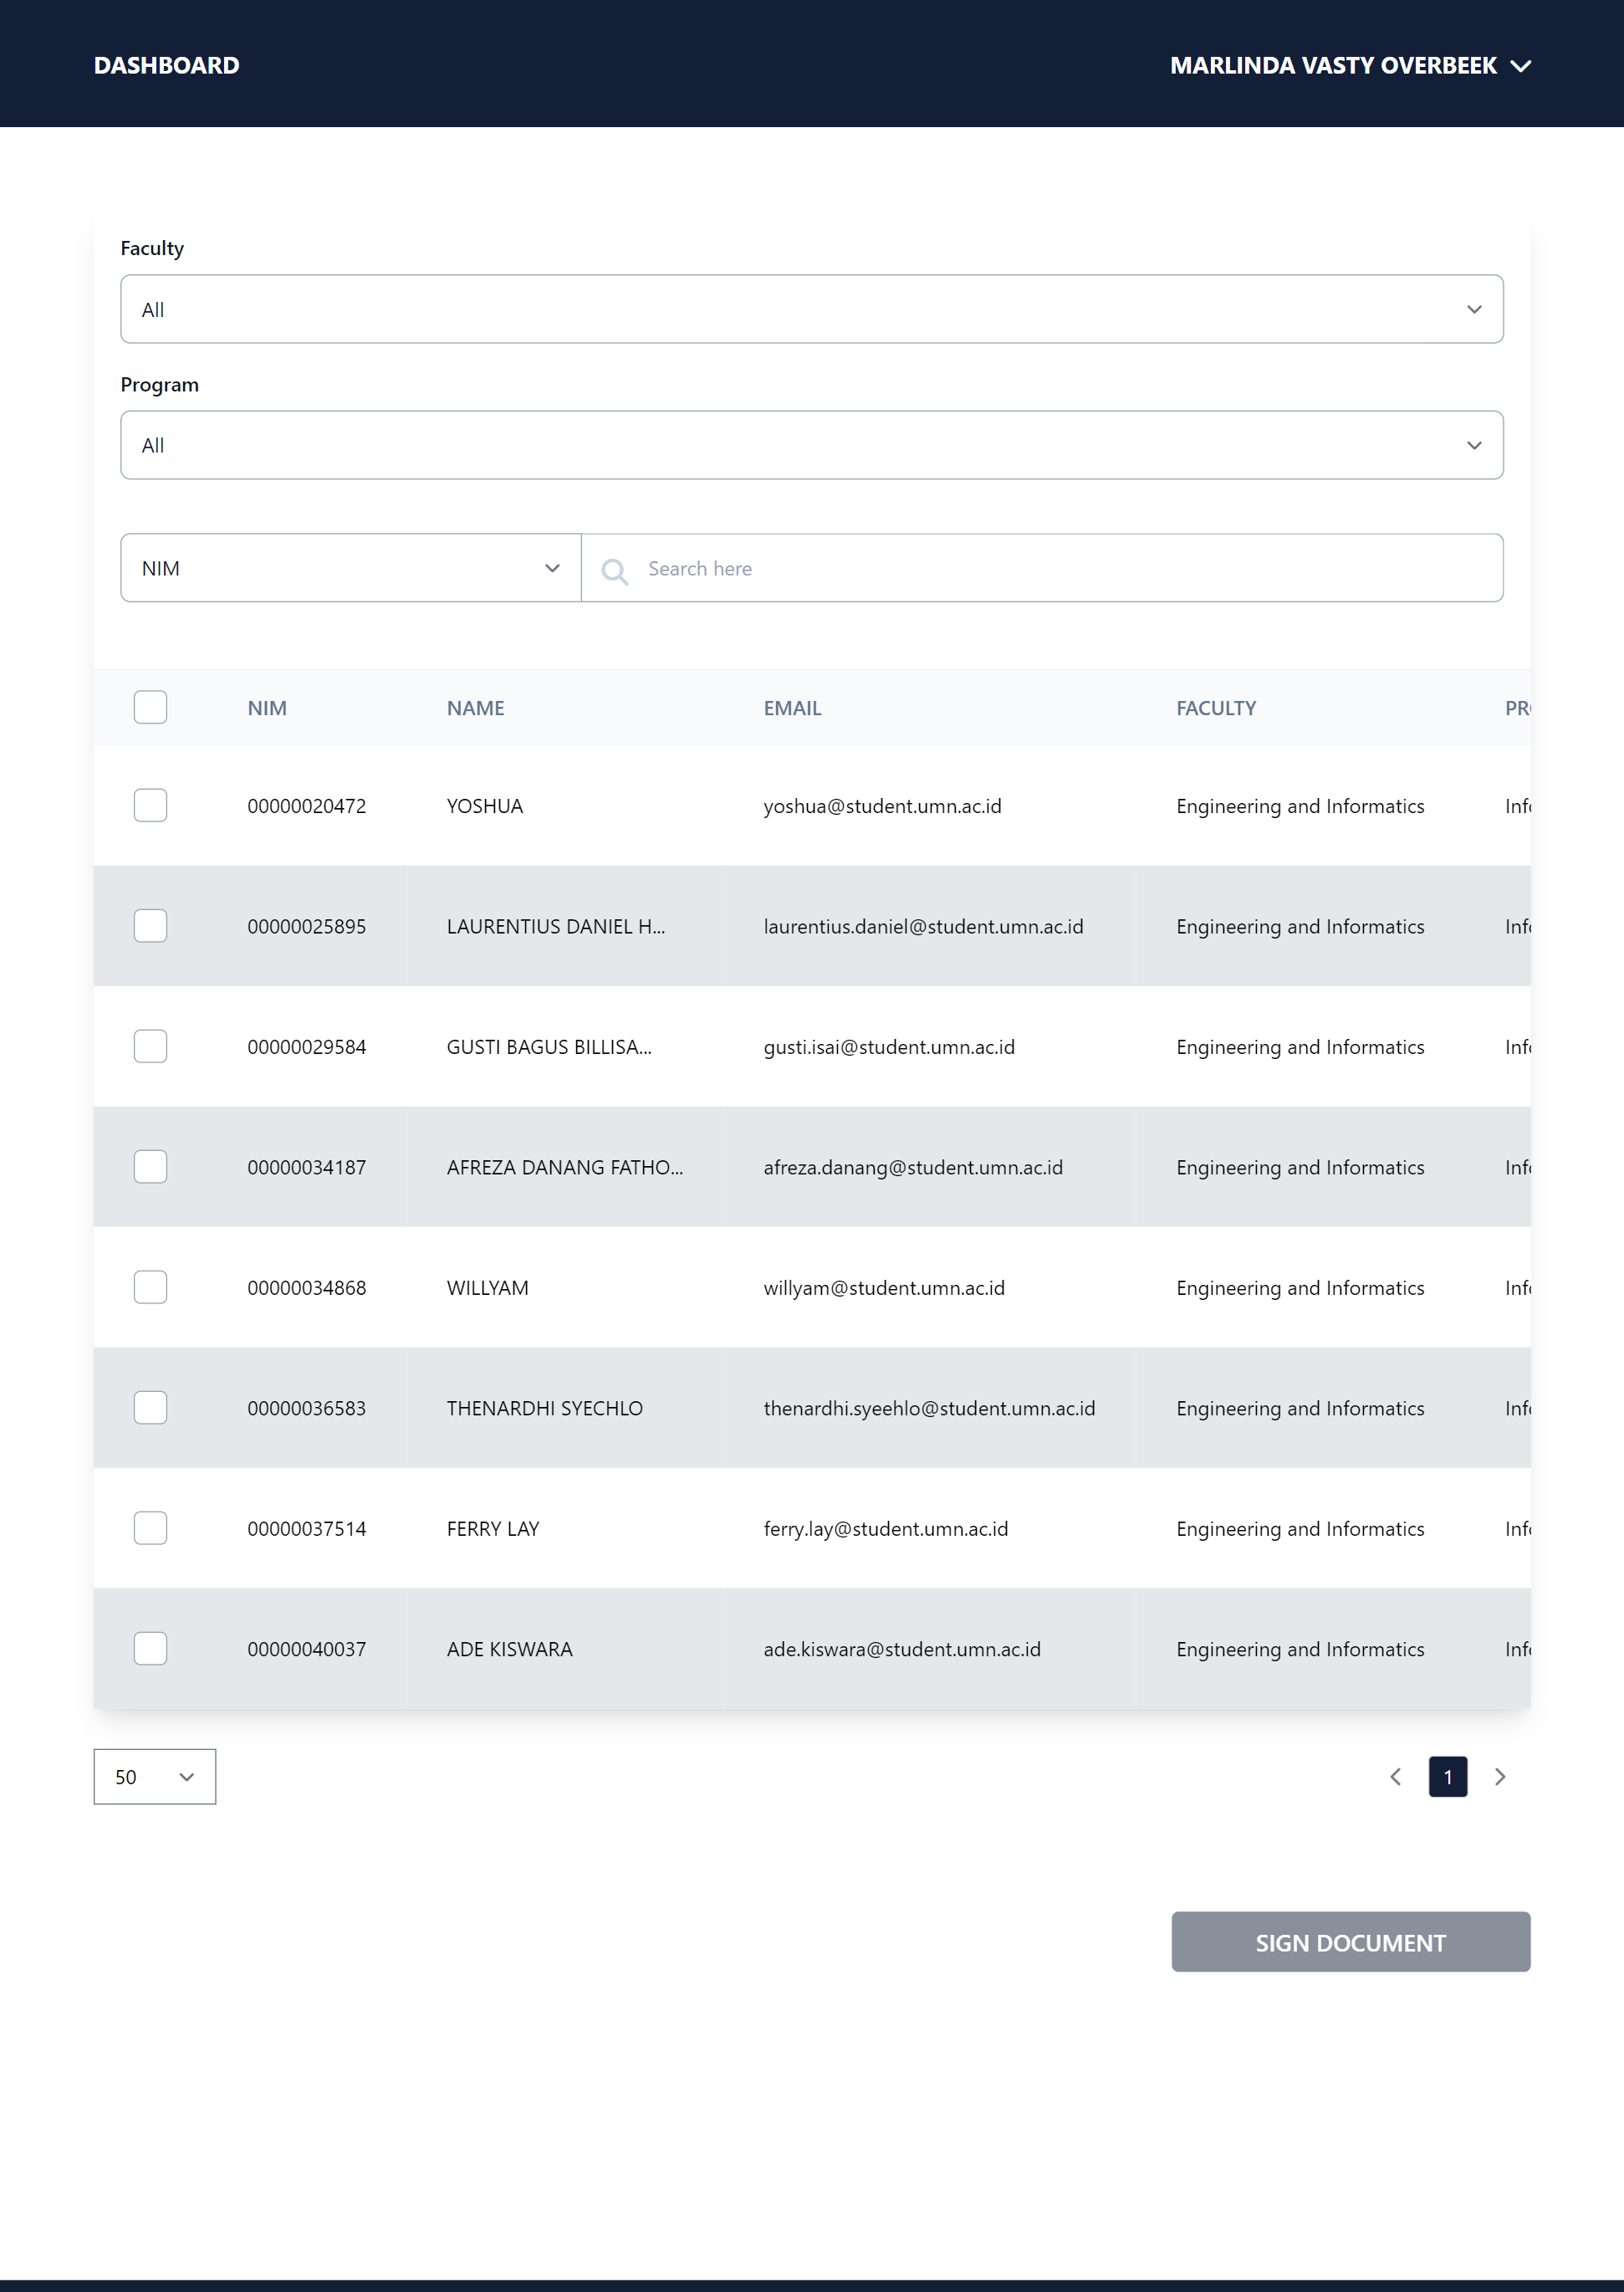 DASHBOARD MARLINDA VASTY OVERBEEK
Faculty
All
Program
All
NIM Search here
NIM NAME EMAIL FACULTY PR
00000020472 YOSHUA yoshua@student.umn.ac.id Engineering and Informatics Inf
00000025895 LAURENTIUS DANIEL H... laurentius.daniel@student.umn.ac.id Engineering and Informatics Inf
00000029584 GUSTI BAGUS BILLISA... gusti.isai@student.umn.ac.id Engineering and Informatics Inf
00000034187 AFREZA DANANG FATHO... afreza.danang@student.umn.ac.id Engineering and Informatics Inf
00000034868 WILLYAM willyam@student.umn.ac.id Engineering and Informatics Inf
00000036583 THENARDHI SYECHLO thenardhi.syeehlo@student.umn.ac.id Engineering and Informatics Inf
00000037514 FERRY LAY ferry.lay@student.umn.ac.id Engineering and Informatics Inf
00000040037 ADE KISWARA ade.kiswara@student.umn.ac.id Engineering and Informatics Inf
50 1
SIGN DOCUMENT